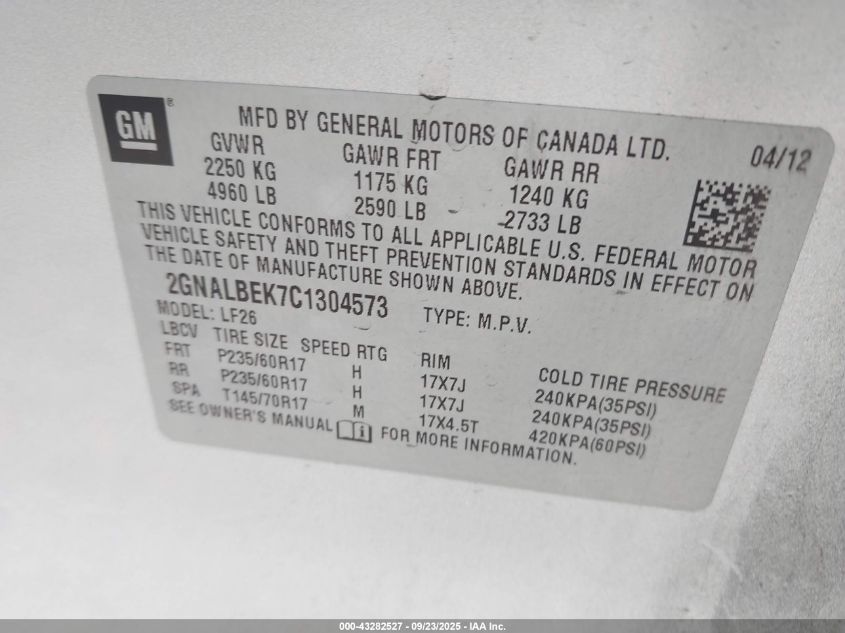 GM ®
MFD BY GENERAL MOTORS OF CANADA LTD. 04/12
GVWR GAWR FRT GAWR RR
2250 KG 1175 KG 1240 KG
4960 LB 2590 LB 2733 LB
THIS VEHICLE CONFORMS TO ALL APPLICABLE U.S. FEDERAL MOTOR
VEHICLE SAFETY AND THEFT PREVENTION STANDARDS IN EFFECT ON
THE DATE OF MANUFACTURE SHOWN ABOVE.
2GNALBEK7C1304573 TYPE: M.P.V.
MODEL: LF26
LBCV TIRE SIZE SPEED RTG RIM COLD TIRE PRESSURE
FRT P235/60R17 H 17X7J 240KPA(35PSI)
RR P235/60R17 H 17X7J 240KPA(35PSI)
SPA T145/70R17 M 17X4.5T 420KPA(60PSI)
SEE OWNER'S MANUAL FOR MORE INFORMATION.
000-43282527 - 09/23/2025 - IAA Inc.